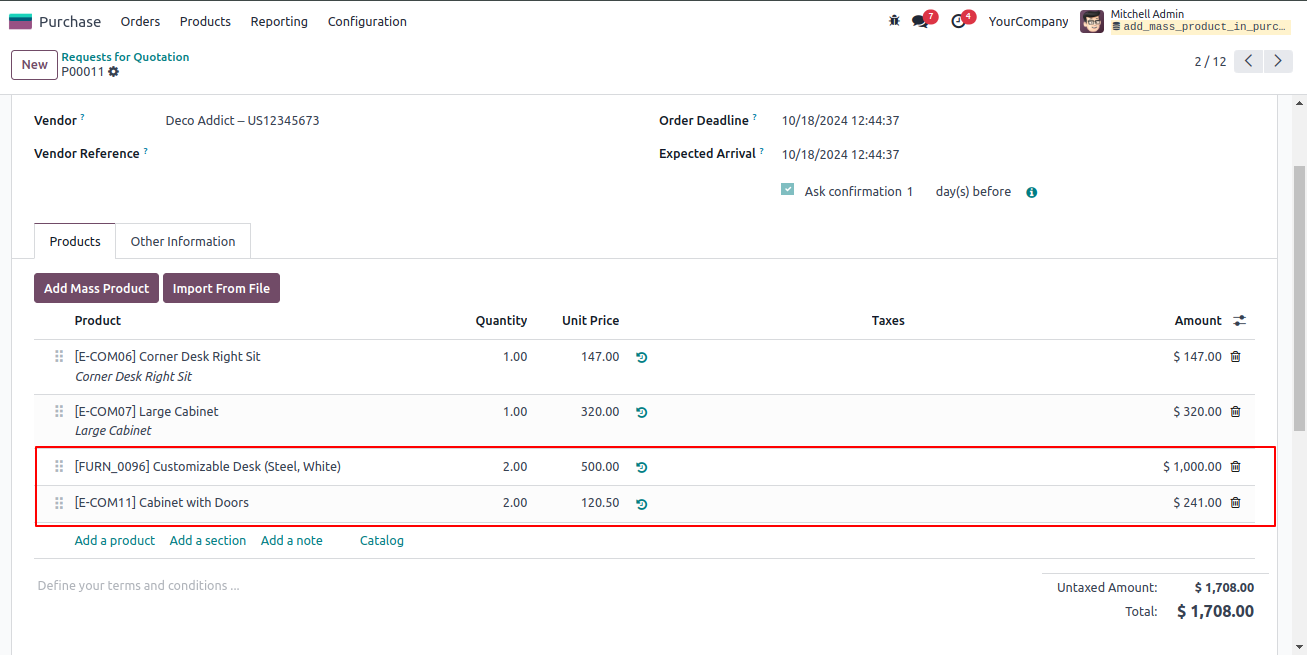 Purchase Orders Products Reporting Configuration 7 4 YourCompany Mitchell Admin
add_mass_product_in_purc...
New Requests for Quotation
P00011 2 / 12
Vendor ? Deco Addict – US12345673 Order Deadline ? 10/18/2024 12:44:37
Vendor Reference ? Expected Arrival ? 10/18/2024 12:44:37
Ask confirmation 1 day(s) before
Products Other Information
Add Mass Product Import From File
Product Quantity Unit Price Taxes Amount
[E-COM06] Corner Desk Right Sit 1.00 147.00 $ 147.00
Corner Desk Right Sit
[E-COM07] Large Cabinet 1.00 320.00 $ 320.00
Large Cabinet
[FURN_0096] Customizable Desk (Steel, White) 2.00 500.00 $ 1,000.00
[E-COM11] Cabinet with Doors 2.00 120.50 $ 241.00
Add a product Add a section Add a note Catalog
Define your terms and conditions ...
Untaxed Amount: $ 1,708.00
Total: $ 1,708.00